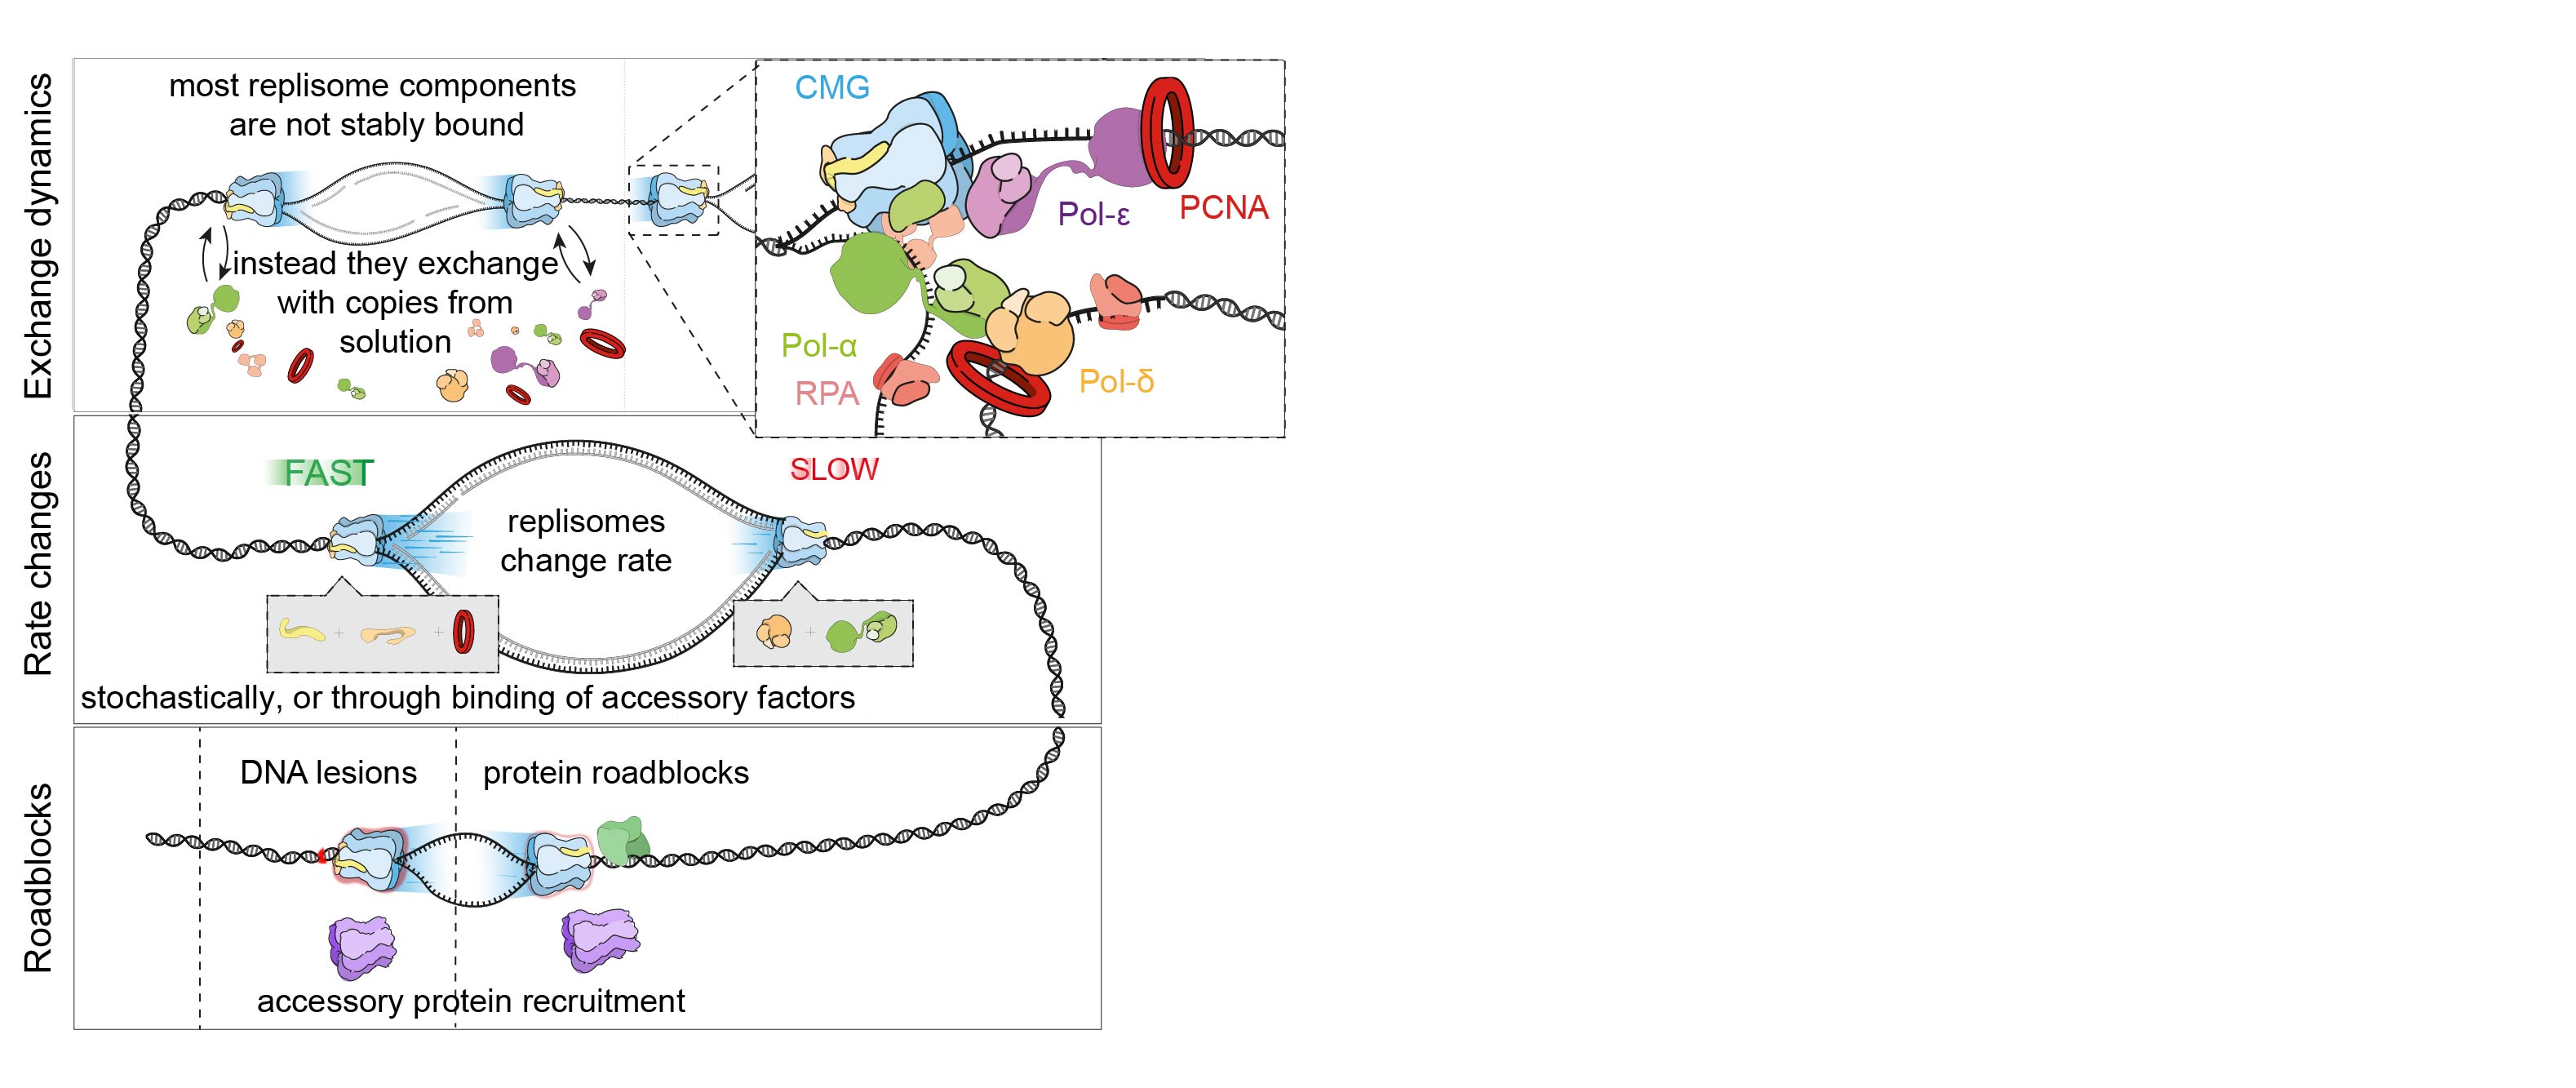 Exchange dynamics
most replisome components
are not stably bound
instead they exchange
with copies from
solution
CMG
Pol-ε
PCNA
Pol-α
RPA
Pol-δ
Rate changes
FAST
SLOW
replisomes
change rate
+
+
+
stochastically, or through binding of accessory factors
Roadblocks
DNA lesions
protein roadblocks
accessory protein recruitment